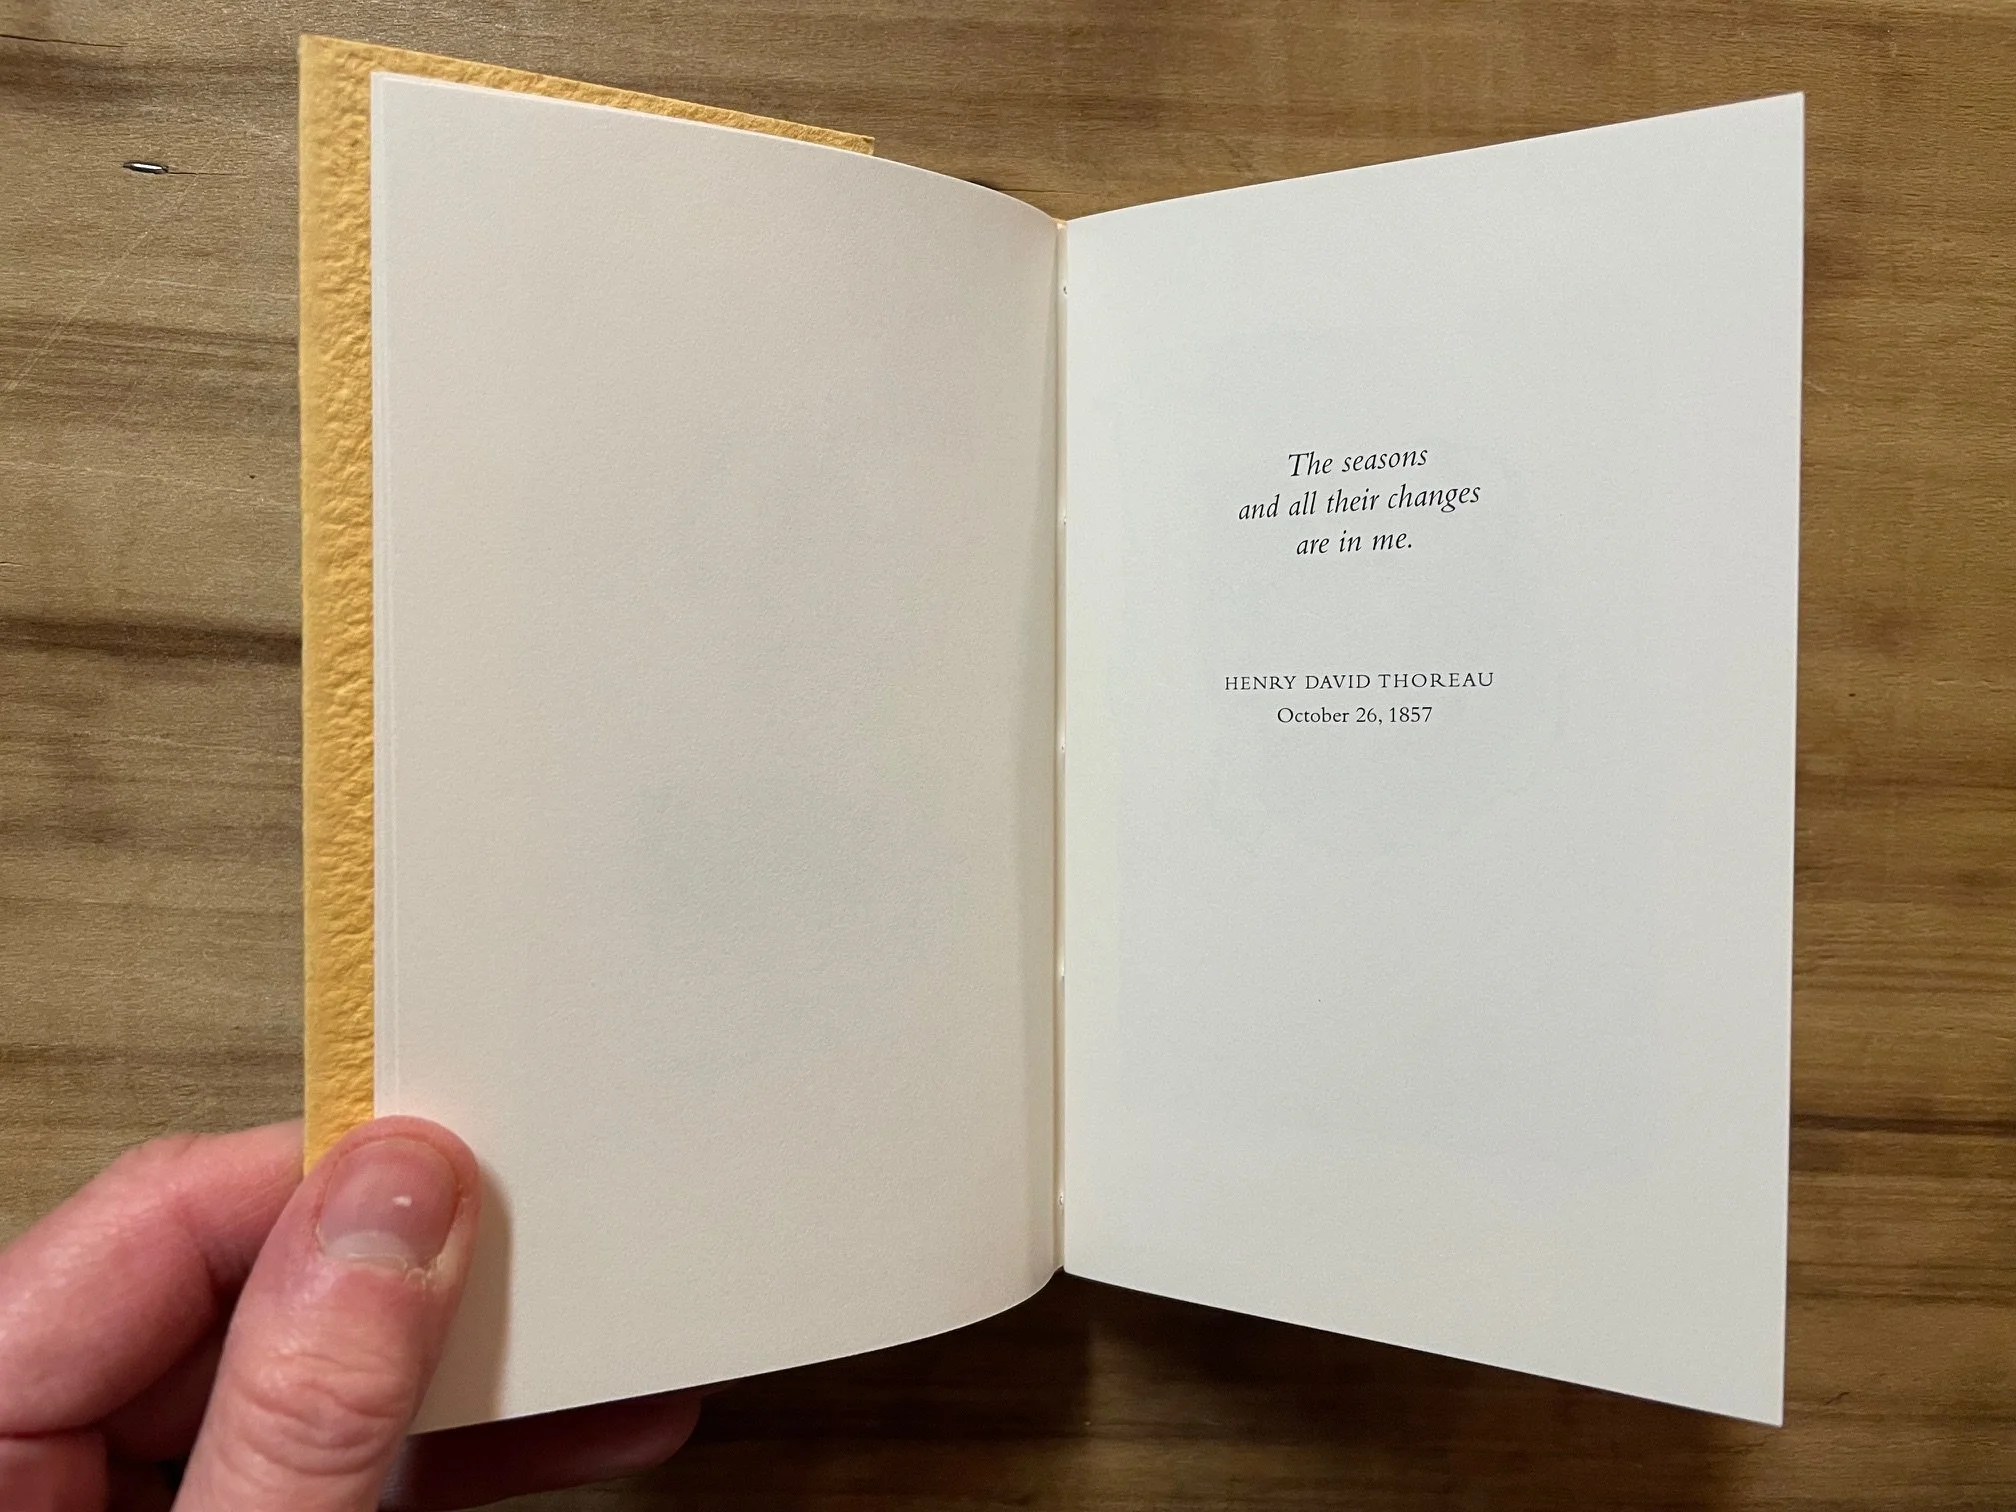 The seasons
and all their changes
are in me.
HENRY DAVID THOREAU
October 26, 1857